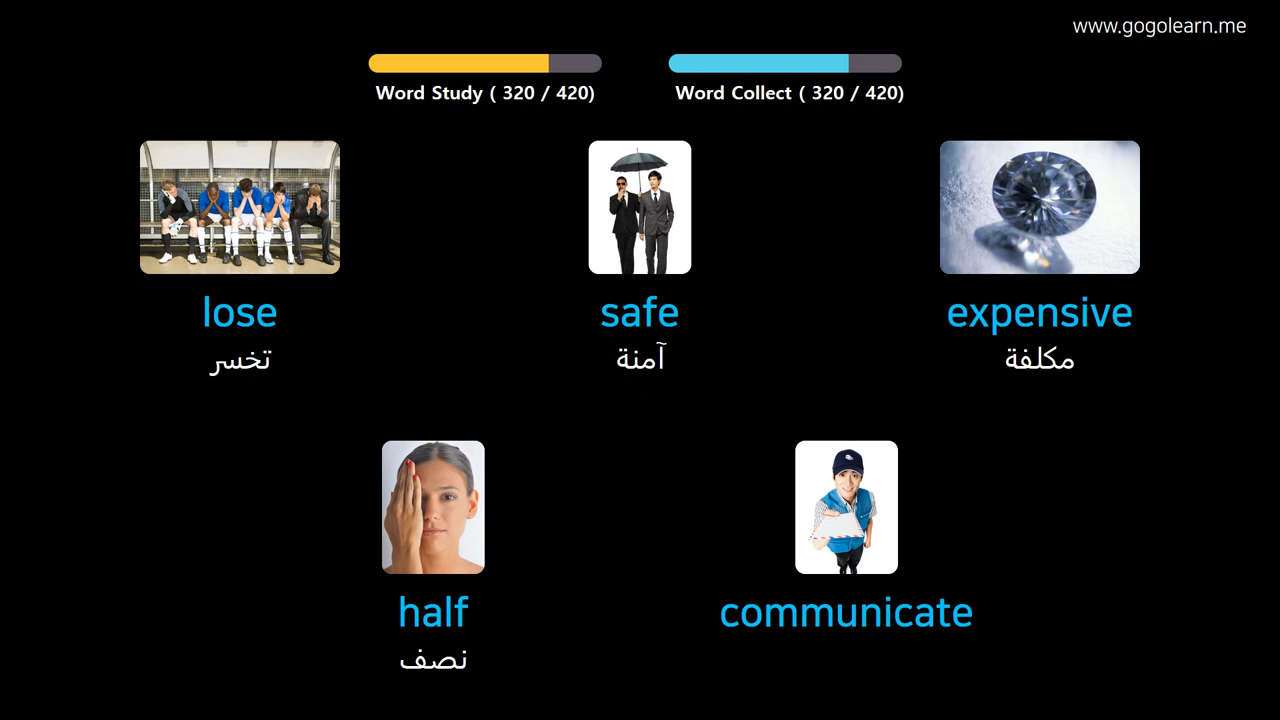 www.gogolearn.me
Word Study ( 320 / 420)
Word Collect ( 320 / 420)
lose
تخسر
safe
آمنة
expensive
مكلفة
half
نصف
communicate